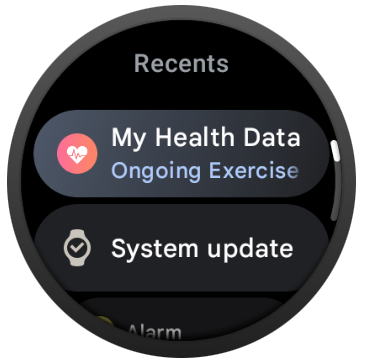 Recents
My Health Data
Ongoing Exercise
System update
Alarm